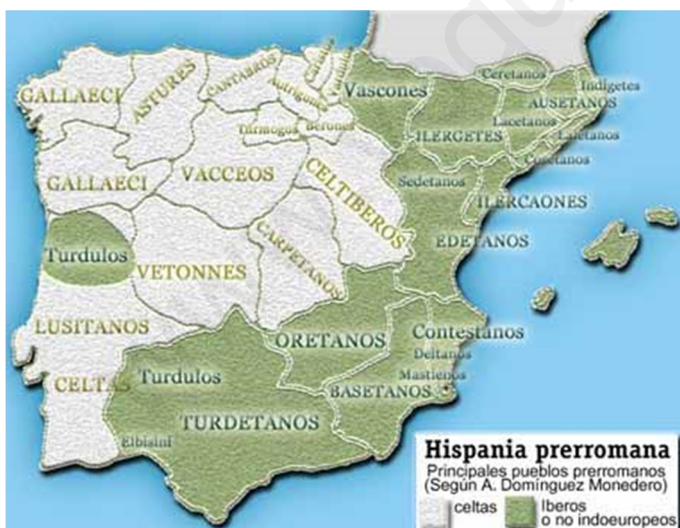 GALLAECI
ASTURES
CANTABROS
Autrigones
Vascones
Ceretanos
Indigetes
AUSETANOS
Lacetanos
Laietanos
Cosetanos
ILERGETES
Turmogos
Berones
GALLAECI
VACCEOS
CELTIBEROS
Sedetanos
ILERCAONES
EDETANOS
CARPETANOS
Turdulos
VETONNES
LUSITANOS
ORETANOS
Contestanos
Deitanos
Mastienos
BASETANOS
CELTAS
Turdulos
TURDETANOS
Elbisini
Hispania prerromana
Principales pueblos prerromanos
(Según A. Domínguez Monedero)
celtas
Iberos
o no indoeuropeos